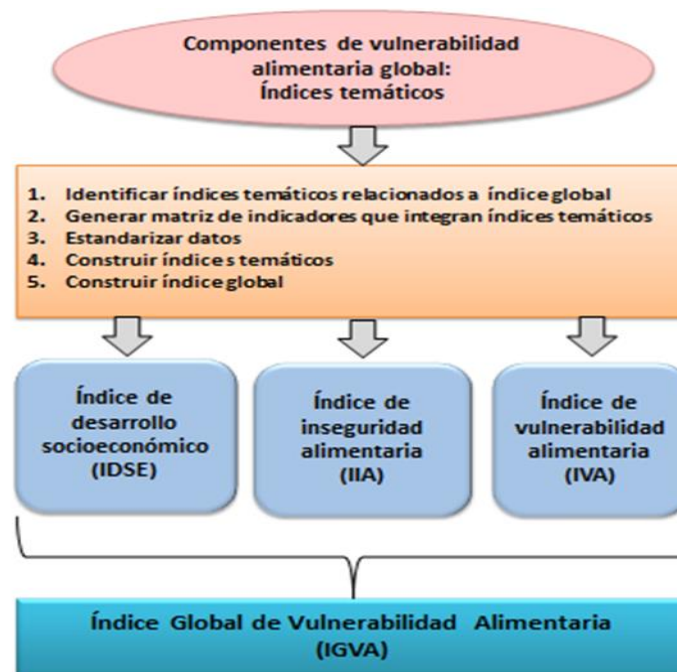 Componentes de vulnerabilidad
alimentaria global:
Índices temáticos
1. Identificar índices temáticos relacionados a índice global
2. Generar matriz de indicadores que integran índices temáticos
3. Estandarizar datos
4. Construir índices temáticos
5. Construir índice global
Índice de
desarrollo
socioeconómico
(IDSE)
Índice de
inseguridad
alimentaria
(IIA)
Índice de
vulnerabilidad
alimentaria
(IVA)
Índice Global de Vulnerabilidad Alimentaria
(IGVA)